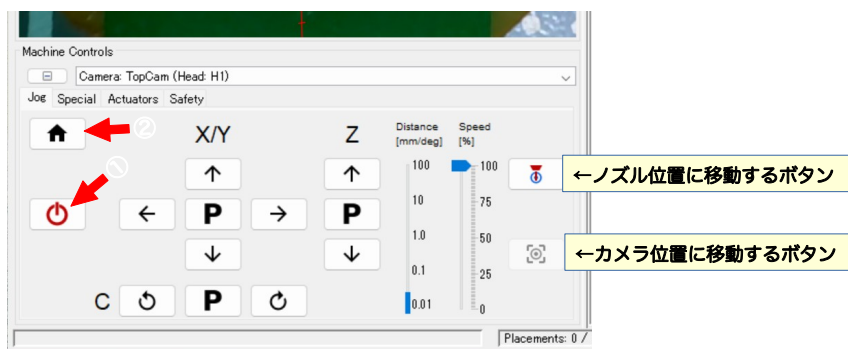 Machine Controls
Camera: TopCam (Head: H1)
Jog Special Actuators Safety
②
X/Y
Z
Distance
[mm/deg]
Speed
[%]
①
100
100
←ノズル位置に移動するボタン
10
75
P
P
1.0
50
←カメラ位置に移動するボタン
0.1
25
C
P
0.01
0
Placements: 0 /